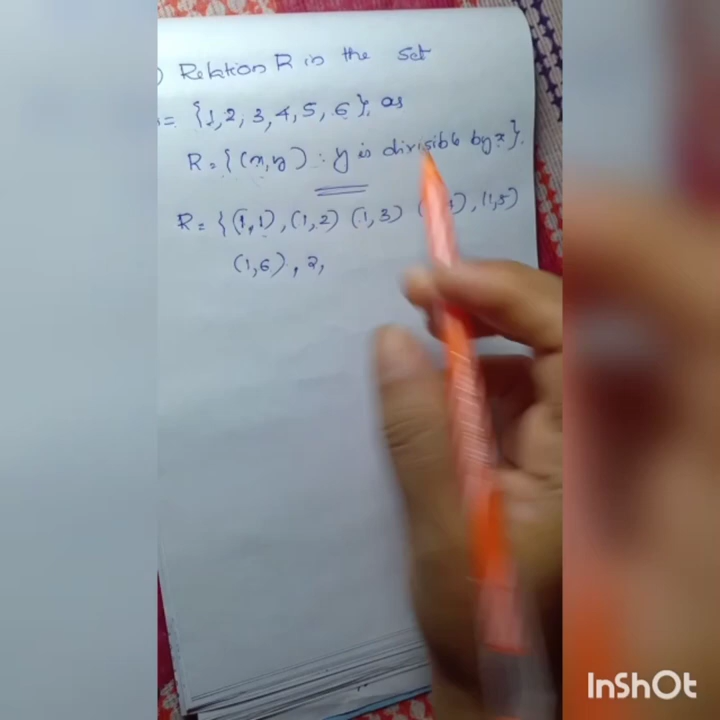 ) Relation R in the set
= {1,2,3,4,5,6}, as
R = {(x,y) : y is divisible by x}.
R = {(1,1), (1,2) (1,3) ( ), (1,5)
(1,6), 2,
InShOt